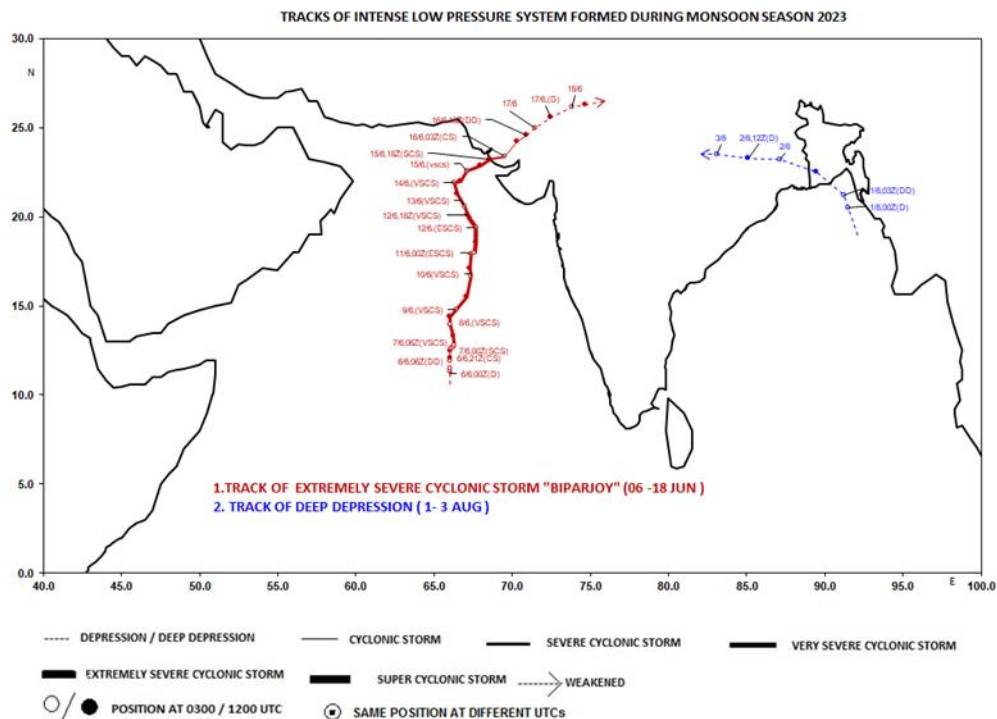 TRACKS OF INTENSE LOW PRESSURE SYSTEM FORMED DURING MONSOON SEASON 2023
30.0
N
25.0
20.0
15.0
10.0
5.0
0.0
18/6
17/6,(D)
17/6
16/6,03Z(CS)
15/6,18Z(SCS)
15/6,(vscs)
14/6,(VSCS)
13/6(VSCS)
12/6,18Z(VSCS)
12/6,(ESCS)
11/6,00Z(ESCS)
10/6(VSCS)
9/6,(VSCS)
8/6,(VSCS)
7/6,06Z(VSCS)
7/6,00Z(SCS)
6/6,21Z(CS)
6/6,06Z(DD)
6/6,00Z(D)
2/6,12Z(D)
2/6
3/6
1/8,03Z(DD)
1/8,00Z(D)
1.TRACK OF EXTREMELY SEVERE CYCLONIC STORM "BIPARJOY" (06 -18 JUN )
2. TRACK OF DEEP DEPRESSION ( 1- 3 AUG )
40.0 45.0 50.0 55.0 60.0 65.0 70.0 75.0 80.0 85.0 90.0 95.0 100.0
E
DEPRESSION / DEEP DEPRESSION CYCLONIC STORM SEVERE CYCLONIC STORM VERY SEVERE CYCLONIC STORM
EXTREMELY SEVERE CYCLONIC STORM SUPER CYCLONIC STORM WEAKENED
POSITION AT 0300 / 1200 UTC SAME POSITION AT DIFFERENT UTCs